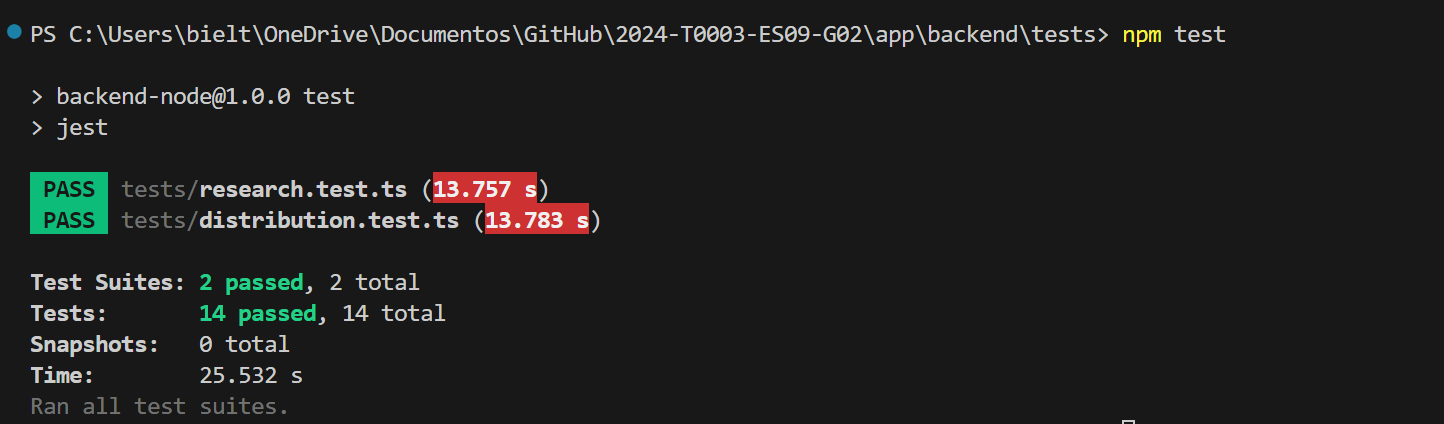 PS C:\Users\bielt\OneDrive\Documentos\GitHub\2024-T0003-ES09-G02\app\backend\tests> npm test
> backend-node@1.0.0 test
> jest
PASS tests/research.test.ts (13.757 s)
PASS tests/distribution.test.ts (13.783 s)
Test Suites: 2 passed, 2 total
Tests: 14 passed, 14 total
Snapshots: 0 total
Time: 25.532 s
Ran all test suites.